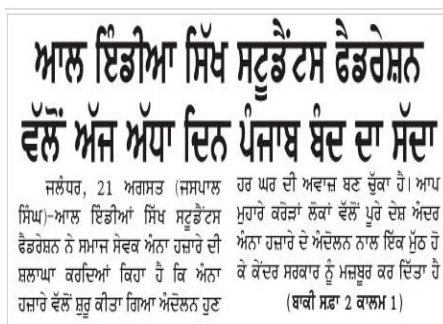 ਆਲ ਇੰਡੀਆ ਸਿੱਖ ਸਟੂਡੈਂਟਸ ਫੈਡਰੇਸ਼ਨ
ਵੱਲੋਂ ਅੱਜ ਅੱਧਾ ਦਿਨ ਪੰਜਾਬ ਬੰਦ ਦਾ ਸੱਦਾ
ਜਲੰਧਰ, 21 ਅਗਸਤ (ਜਸਪਾਲ
ਸਿੰਘ)-ਆਲ ਇੰਡੀਆਂ ਸਿੱਖ ਸਟੂਡੈਂਟਸ
ਫੈਡਰੇਸ਼ਨ ਨੇ ਸਮਾਜ ਸੇਵਕ ਅੰਨਾ ਹਜ਼ਾਰੇ ਦੀ
ਸ਼ਲਾਘਾ ਕਰਦਿਆਂ ਕਿਹਾ ਹੈ ਕਿ ਅੰਨਾ
ਹਜ਼ਾਰੇ ਵੱਲੋਂ ਸ਼ੁਰੂ ਕੀਤਾ ਗਿਆ ਅੰਦੋਲਨ ਹੁਣ
ਹਰ ਘਰ ਦੀ ਅਵਾਜ਼ ਬਣ ਚੁੱਕਾ ਹੈ। ਆਪ
ਮੁਹਾਰੇ ਕਰੋੜਾਂ ਲੋਕਾਂ ਵੱਲੋਂ ਪੂਰੇ ਦੇਸ਼ ਅੰਦਰ
ਅੰਨਾ ਹਜ਼ਾਰੇ ਦੇ ਅੰਦੋਲਨ ਨਾਲ ਇੱਕ ਮੁੱਠ ਹੋ
ਕੇ ਕੇਂਦਰ ਸਰਕਾਰ ਨੂੰ ਮਜ਼ਬੂਰ ਕਰ ਦਿੱਤਾ ਹੈ
(ਬਾਕੀ ਸਫ਼ਾ 2 ਕਾਲਮ 1)